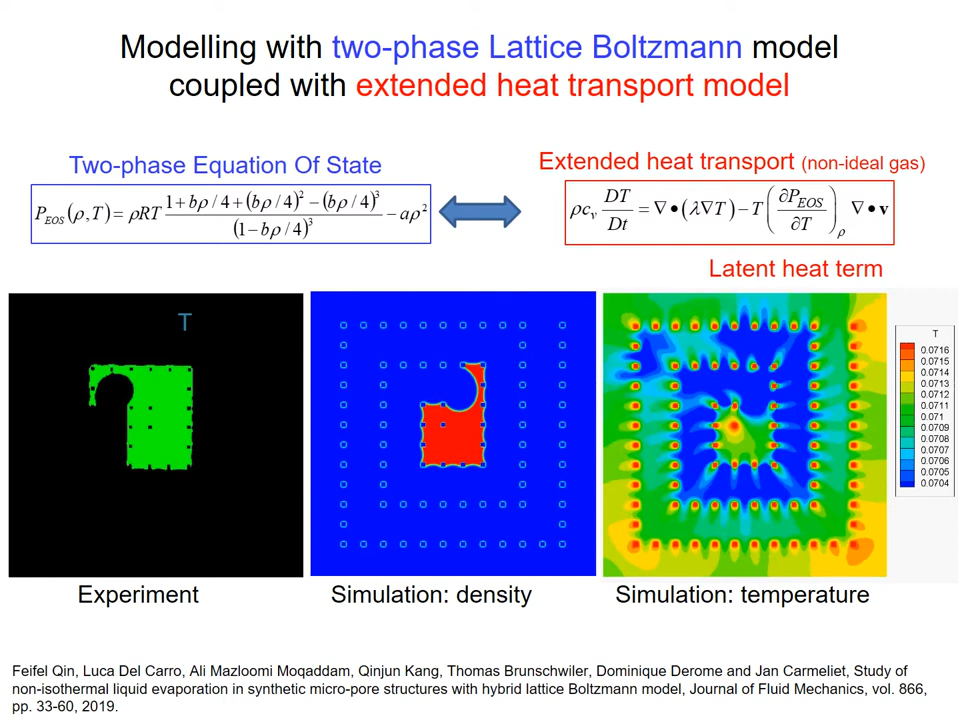 Modelling with two-phase Lattice Boltzmann model
coupled with extended heat transport model
Two-phase Equation Of State
P_EOS(ρ,T) = ρRT (1 + bρ/4 + (bρ/4)² − (bρ/4)³) / (1 − bρ/4)³ − aρ²
Extended heat transport (non-ideal gas)
ρc_v DT/Dt = ∇•(λ∇T) − T(∂P_EOS/∂T)_ρ ∇•v
Latent heat term
T
T
0.0716
0.0715
0.0714
0.0713
0.0712
0.0711
0.071
0.0709
0.0708
0.0707
0.0706
0.0705
0.0704
Experiment
Simulation: density
Simulation: temperature
Feifel Qin, Luca Del Carro, Ali Mazloomi Moqaddam, Qinjun Kang, Thomas Brunschwiler, Dominique Derome and Jan Carmeliet, Study of
non-isothermal liquid evaporation in synthetic micro-pore structures with hybrid lattice Boltzmann model, Journal of Fluid Mechanics, vol. 866,
pp. 33-60, 2019.